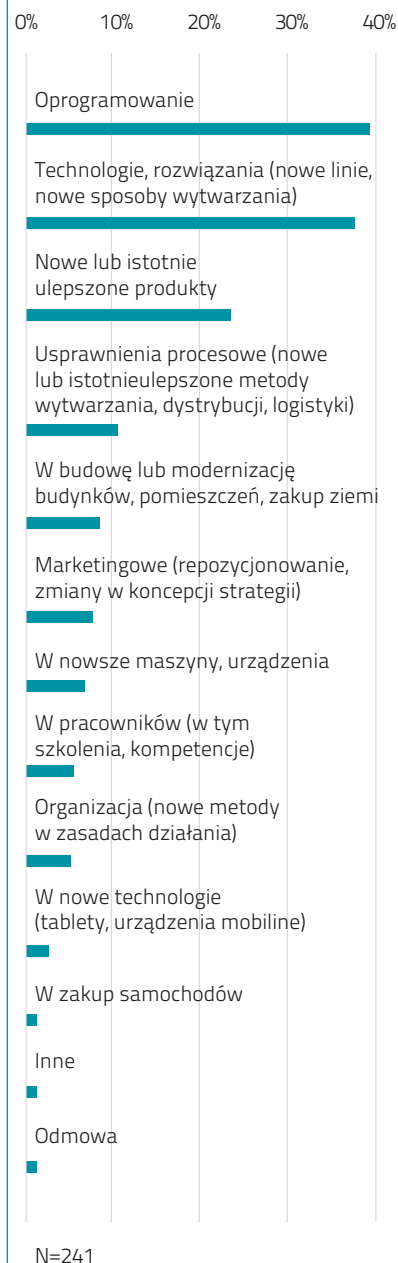 0% 10% 20% 30% 40%
Oprogramowanie
Technologie, rozwiązania (nowe linie,
nowe sposoby wytwarzania)
Nowe lub istotnie
ulepszone produkty
Usprawnienia procesowe (nowe
lub istotnieulepszone metody
wytwarzania, dystrybucji, logistyki)
W budowę lub modernizację
budynków, pomieszczeń, zakup ziemi
Marketingowe (repozycjonowanie,
zmiany w koncepcji strategii)
W nowsze maszyny, urządzenia
W pracowników (w tym
szkolenia, kompetencje)
Organizacja (nowe metody
w zasadach działania)
W nowe technologie
(tablety, urządzenia mobiline)
W zakup samochodów
Inne
Odmowa
N=241